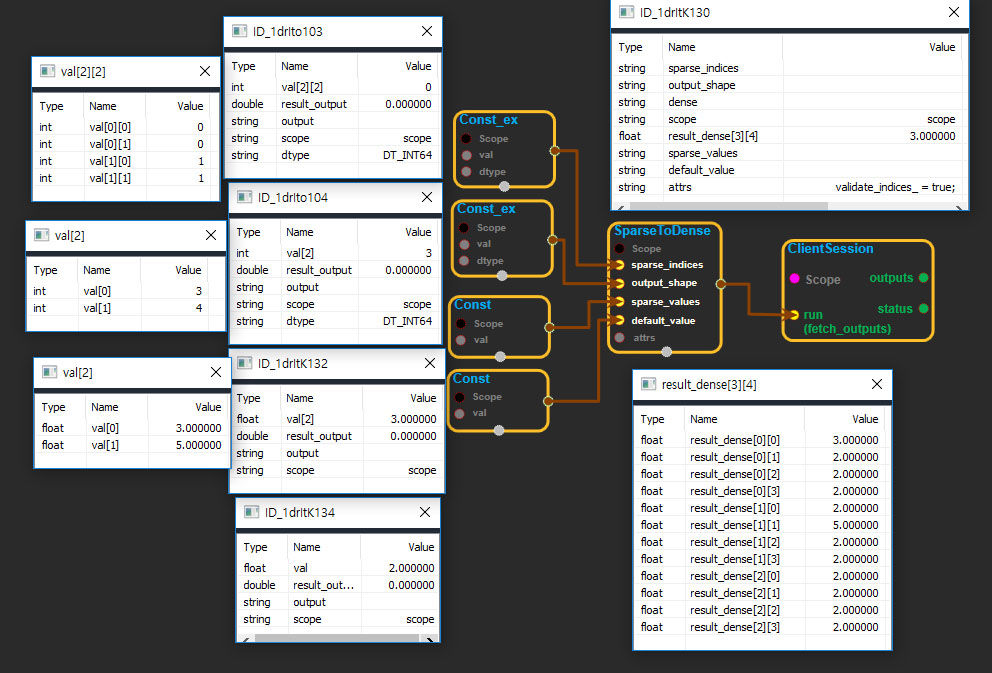 ID_1drIto103
Type Name Value
int val[2][2] 0
double result_output 0.000000
string output
string scope scope
string dtype DT_INT64
val[2][2]
Type Name Value
int val[0][0] 0
int val[0][1] 0
int val[1][0] 1
int val[1][1] 1
ID_1drIto104
Type Name Value
int val[2] 3
double result_output 0.000000
string output
string scope scope
string dtype DT_INT64
val[2]
Type Name Value
int val[0] 3
int val[1] 4
ID_1drItK132
Type Name Value
float val[2] 3.000000
double result_output 0.000000
string output
string scope scope
val[2]
Type Name Value
float val[0] 3.000000
float val[1] 5.000000
ID_1drItK134
Type Name Value
float val 2.000000
double result_out... 0.000000
string output
string scope scope
Const_ex
Scope
val
dtype
Const_ex
Scope
val
dtype
Const
Scope
val
Const
Scope
val
ID_1drItK130
Type Name Value
string sparse_indices
string output_shape
string dense
string scope scope
float result_dense[3][4] 3.000000
string sparse_values
string default_value
string attrs validate_indices_ = true;
SparseToDense
Scope
sparse_indices
output_shape
sparse_values
default_value
attrs
ClientSession
Scope outputs
run status
(fetch_outputs)
result_dense[3][4]
Type Name Value
float result_dense[0][0] 3.000000
float result_dense[0][1] 2.000000
float result_dense[0][2] 2.000000
float result_dense[0][3] 2.000000
float result_dense[1][0] 2.000000
float result_dense[1][1] 5.000000
float result_dense[1][2] 2.000000
float result_dense[1][3] 2.000000
float result_dense[2][0] 2.000000
float result_dense[2][1] 2.000000
float result_dense[2][2] 2.000000
float result_dense[2][3] 2.000000